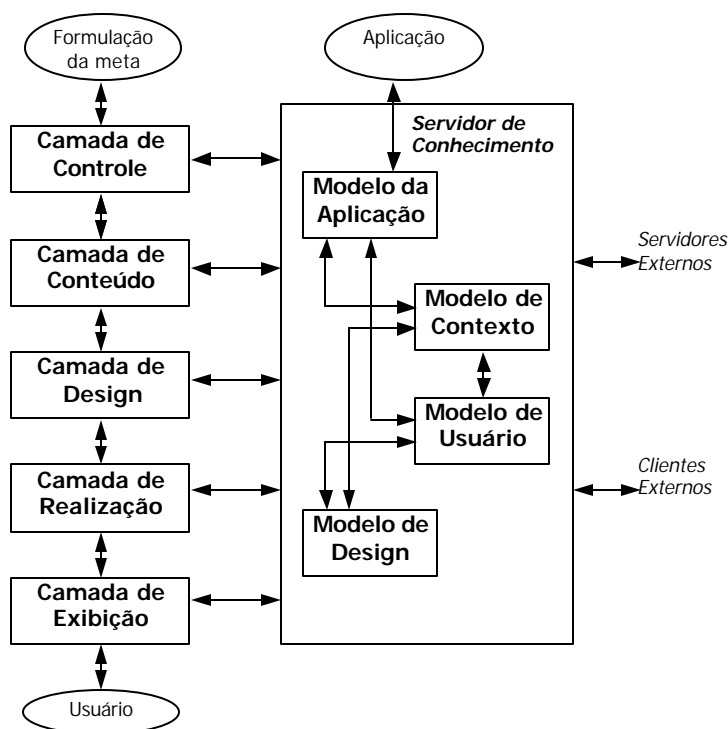 Formulação
da meta
Aplicação
Servidor de
Conhecimento
Camada de
Controle
Modelo da
Aplicação
Camada de
Conteúdo
Servidores
Externos
Modelo de
Contexto
Camada de
Design
Modelo de
Usuário
Camada de
Realização
Clientes
Externos
Modelo de
Design
Camada de
Exibição
Usuário